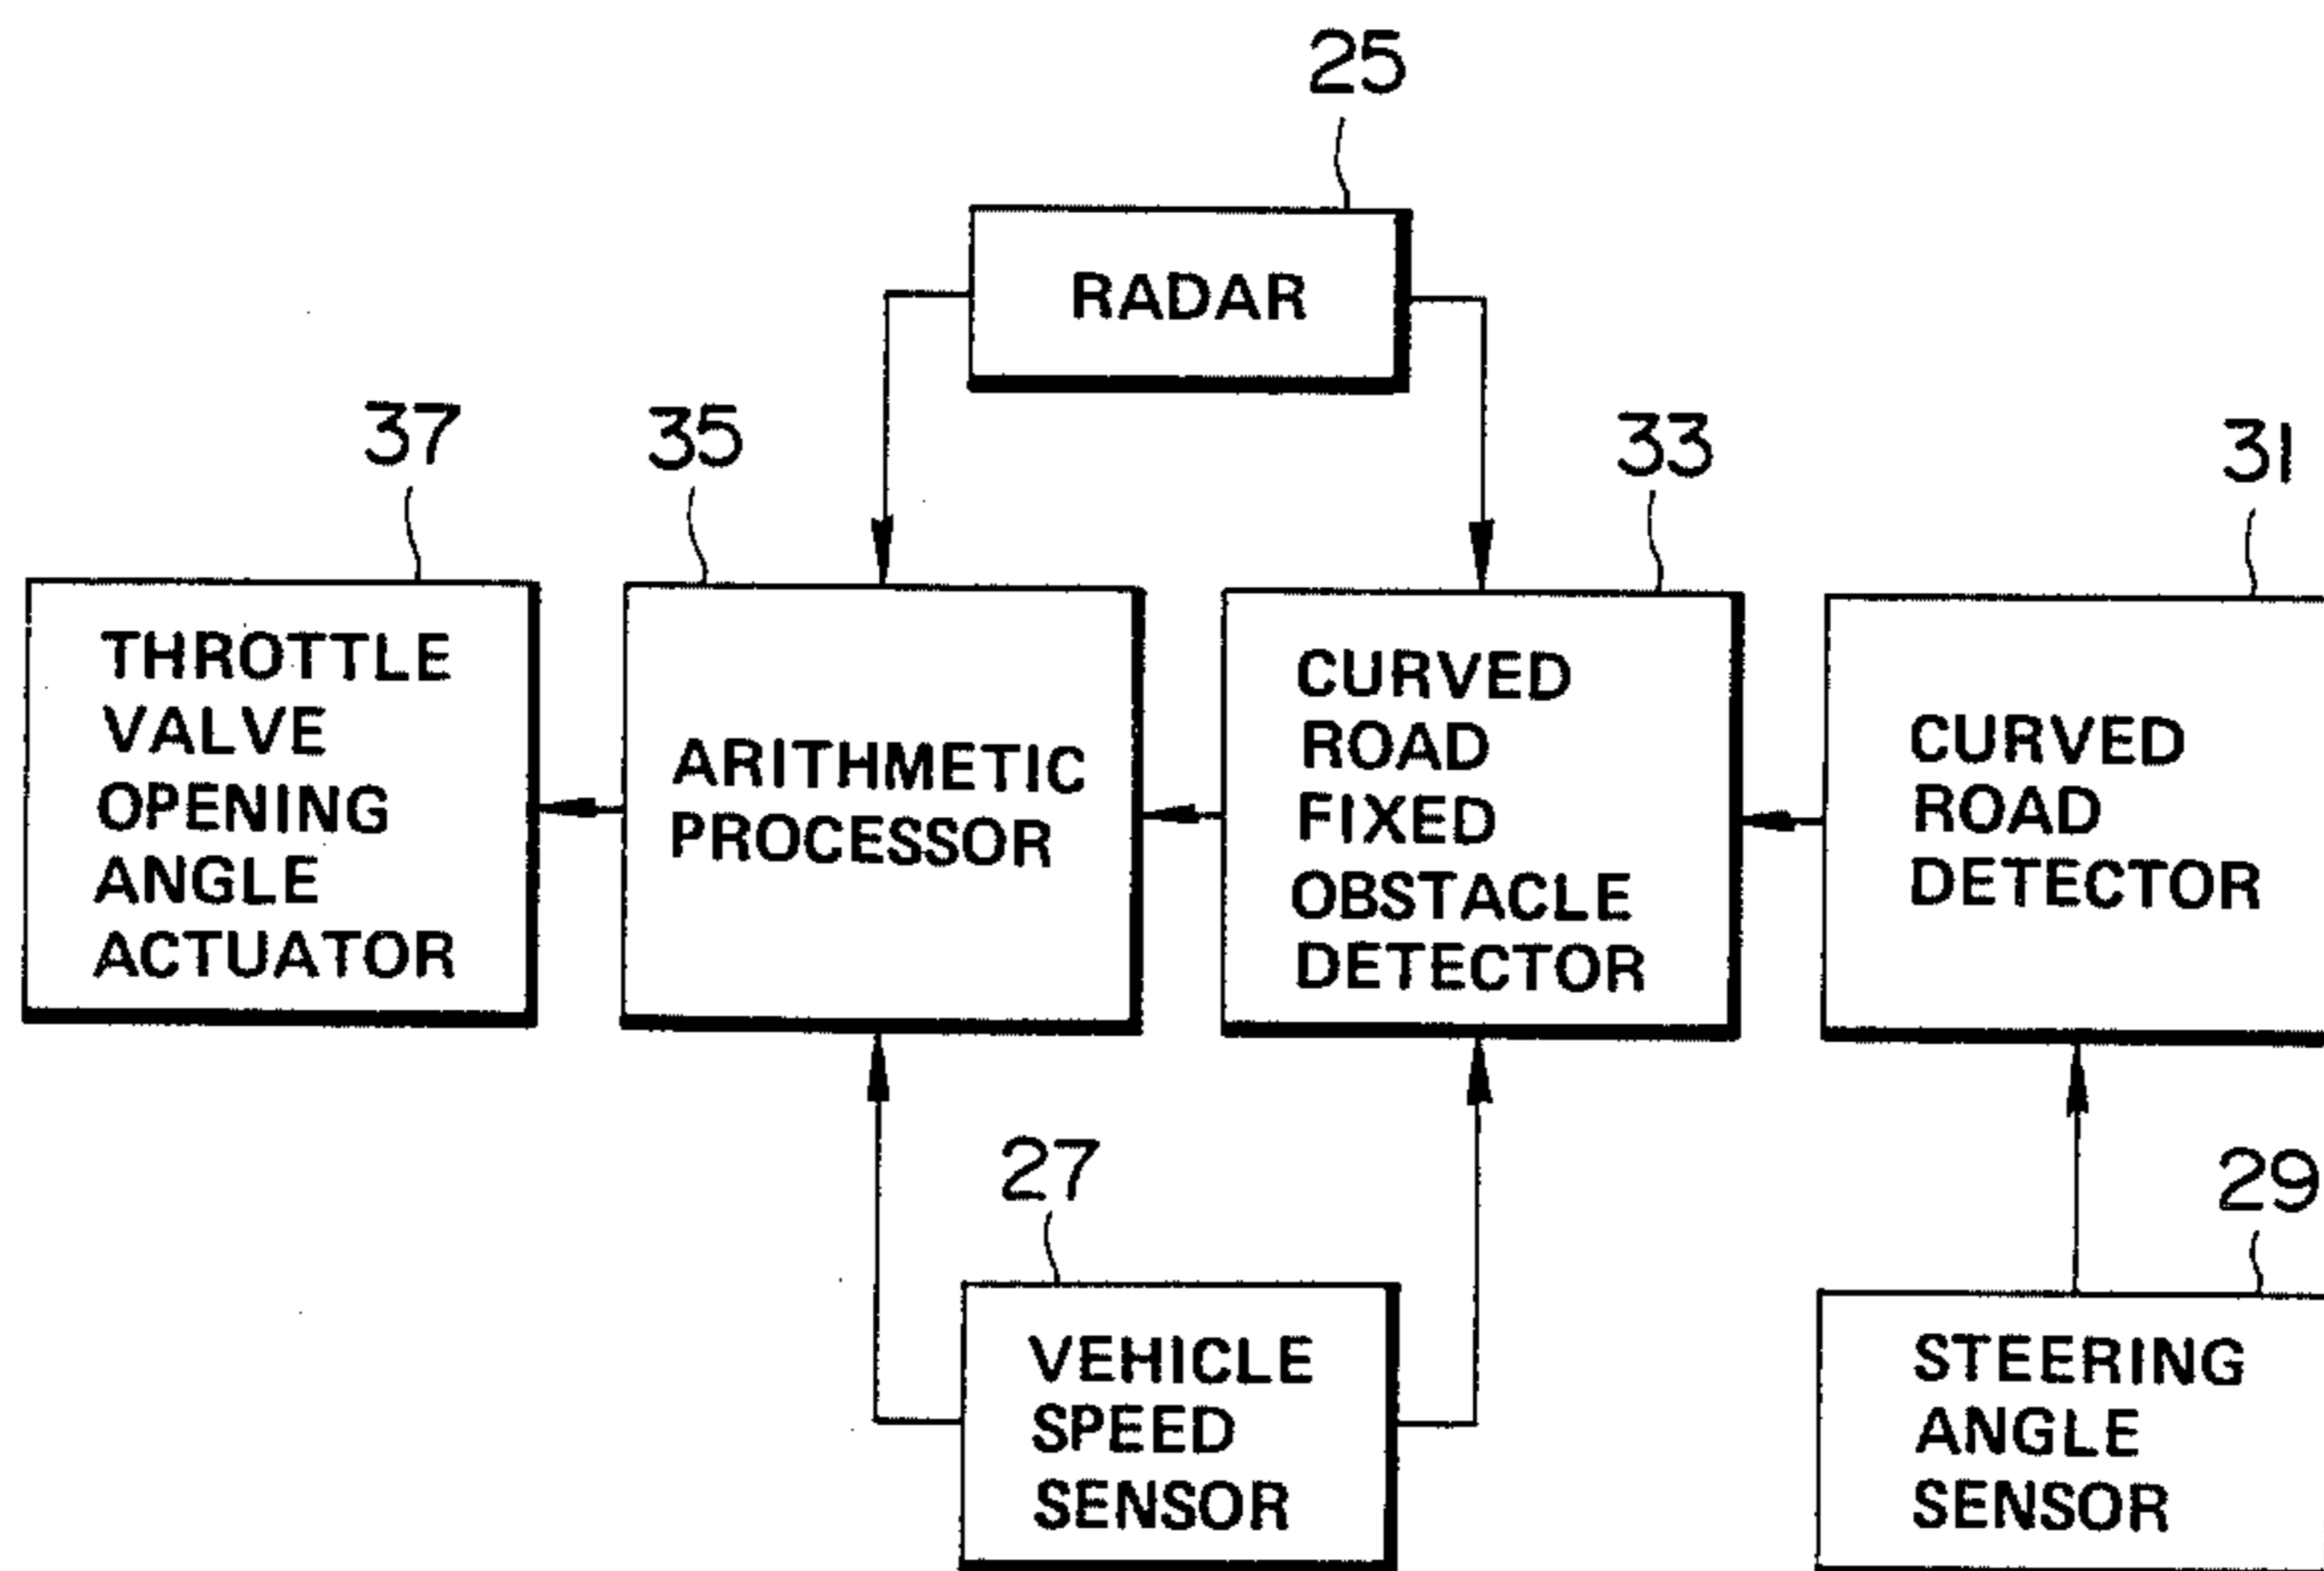 25
RADAR
37
35
33
31
THROTTLE
VALVE
OPENING
ANGLE
ACTUATOR
ARITHMETIC
PROCESSOR
CURVED
ROAD
FIXED
OBSTACLE
DETECTOR
CURVED
ROAD
DETECTOR
27
29
VEHICLE
SPEED
SENSOR
STEERING
ANGLE
SENSOR